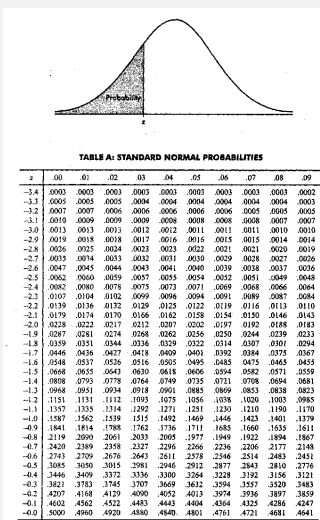 Probability
z
TABLE A: STANDARD NORMAL PROBABILITIES
z .00 .01 .02 .03 .04 .05 .06 .07 .08 .09
-3.4 .0003 .0003 .0003 .0003 .0003 .0003 .0003 .0003 .0003 .0002
-3.3 .0005 .0005 .0005 .0004 .0004 .0004 .0004 .0004 .0004 .0003
-3.2 .0007 .0007 .0006 .0006 .0006 .0006 .0006 .0005 .0005 .0005
-3.1 .0010 .0009 .0009 .0009 .0008 .0008 .0008 .0008 .0007 .0007
-3.0 .0013 .0013 .0013 .0012 .0012 .0011 .0011 .0011 .0010 .0010
-2.9 .0019 .0018 .0018 .0017 .0016 .0016 .0015 .0015 .0014 .0014
-2.8 .0026 .0025 .0024 .0023 .0023 .0022 .0021 .0021 .0020 .0019
-2.7 .0035 .0034 .0033 .0032 .0031 .0030 .0029 .0028 .0027 .0026
-2.6 .0047 .0045 .0044 .0043 .0041 .0040 .0039 .0038 .0037 .0036
-2.5 .0062 .0060 .0059 .0057 .0055 .0054 .0052 .0051 .0049 .0048
-2.4 .0082 .0080 .0078 .0075 .0073 .0071 .0069 .0068 .0066 .0064
-2.3 .0107 .0104 .0102 .0099 .0096 .0094 .0091 .0089 .0087 .0084
-2.2 .0139 .0136 .0132 .0129 .0125 .0122 .0119 .0116 .0113 .0110
-2.1 .0179 .0174 .0170 .0166 .0162 .0158 .0154 .0150 .0146 .0143
-2.0 .0228 .0222 .0217 .0212 .0207 .0202 .0197 .0192 .0188 .0183
-1.9 .0287 .0281 .0274 .0268 .0262 .0256 .0250 .0244 .0239 .0233
-1.8 .0359 .0351 .0344 .0336 .0329 .0322 .0314 .0307 .0301 .0294
-1.7 .0446 .0436 .0427 .0418 .0409 .0401 .0392 .0384 .0375 .0367
-1.6 .0548 .0537 .0526 .0516 .0505 .0495 .0485 .0475 .0465 .0455
-1.5 .0668 .0655 .0643 .0630 .0618 .0606 .0594 .0582 .0571 .0559
-1.4 .0808 .0793 .0778 .0764 .0749 .0735 .0721 .0708 .0694 .0681
-1.3 .0968 .0951 .0934 .0918 .0901 .0885 .0869 .0853 .0838 .0823
-1.2 .1151 .1131 .1112 .1093 .1075 .1056 .1038 .1020 .1003 .0985
-1.1 .1357 .1335 .1314 .1292 .1271 .1251 .1230 .1210 .1190 .1170
-1.0 .1587 .1562 .1539 .1515 .1492 .1469 .1446 .1423 .1401 .1379
-0.9 .1841 .1814 .1788 .1762 .1736 .1711 .1685 .1660 .1635 .1611
-0.8 .2119 .2090 .2061 .2033 .2005 .1977 .1949 .1922 .1894 .1867
-0.7 .2420 .2389 .2358 .2327 .2296 .2266 .2236 .2206 .2177 .2148
-0.6 .2743 .2709 .2676 .2643 .2611 .2578 .2546 .2514 .2483 .2451
-0.5 .3085 .3050 .3015 .2981 .2946 .2912 .2877 .2843 .2810 .2776
-0.4 .3446 .3409 .3372 .3336 .3300 .3264 .3228 .3192 .3156 .3121
-0.3 .3821 .3783 .3745 .3707 .3669 .3632 .3594 .3557 .3520 .3483
-0.2 .4207 .4168 .4129 .4090 .4052 .4013 .3974 .3936 .3897 .3859
-0.1 .4602 .4562 .4522 .4483 .4443 .4404 .4364 .4325 .4286 .4247
-0.0 .5000 .4960 .4920 .4880 .4840 .4801 .4761 .4721 .4681 .4641